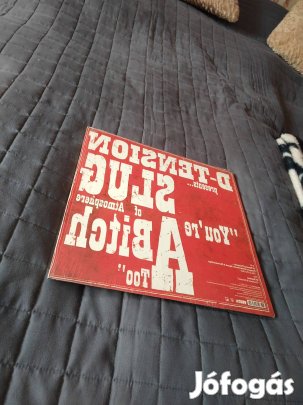 D-TENSION
presents...
SLUG
of Atmosphere
"You're
A Bitch
Too"
Jófogás